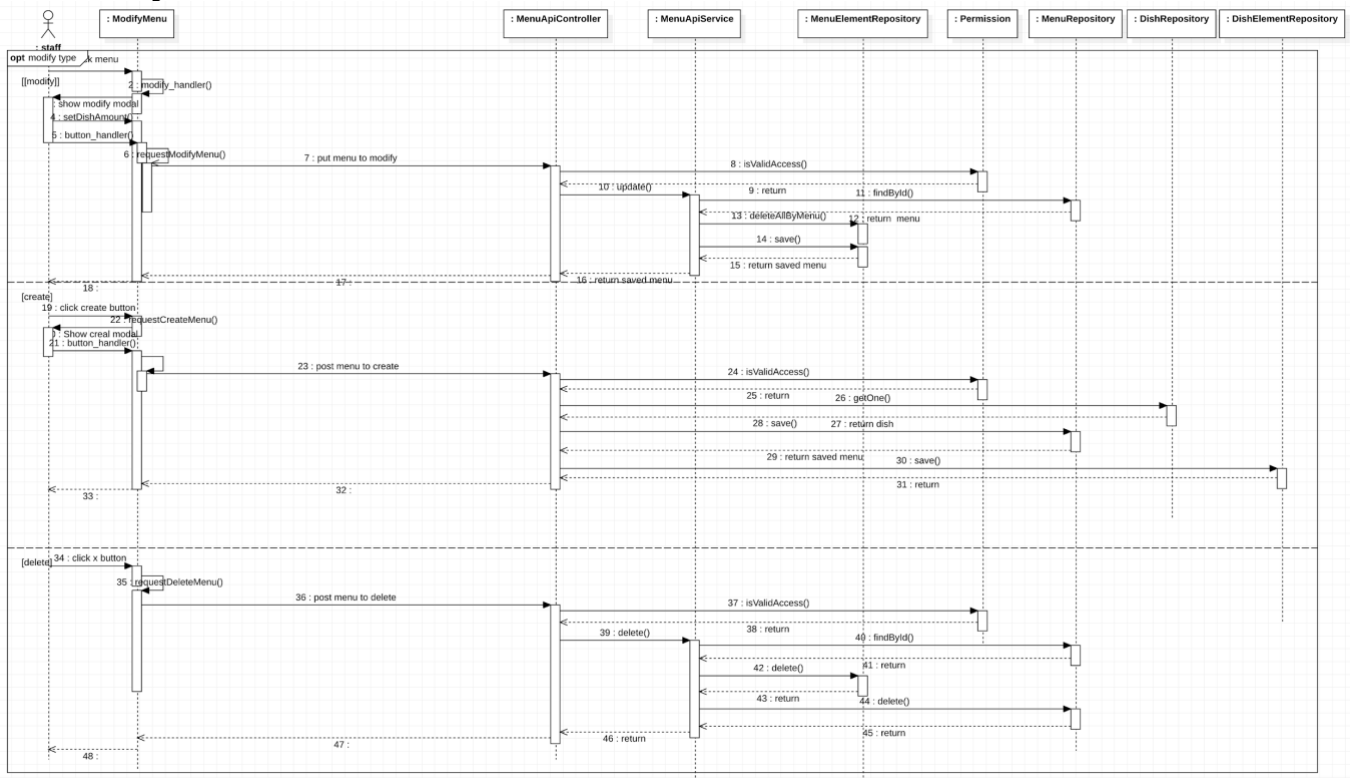 : ModifyMenu
: MenuApiController
: MenuApiService
: MenuElementRepository
: Permission
: MenuRepository
: DishRepository
: DishElementRepository
: staff
opt modify type
menu
[[modify]]
2 : modify_handler()
: show modify modal
4 : setDishAmount()
5 : button_handler()
6 : requestModifyMenu()
7 : put menu to modify
8 : isValidAccess()
9 : return
10 : update()
11 : findById()
12 : return menu
13 : deleteAllByMenu()
14 : save()
15 : return saved menu
16 : return saved menu
17 :
18 :
[create]
19 : click create button
22 : requestCreateMenu()
: Show creal modal
21 : button_handler()
23 : post menu to create
24 : isValidAccess()
25 : return
26 : getOne()
27 : return dish
28 : save()
29 : return saved menu
30 : save()
31 : return
32 :
33 :
[delete]
34 : click x button
35 : requestDeleteMenu()
36 : post menu to delete
37 : isValidAccess()
38 : return
39 : delete()
40 : findById()
41 : return
42 : delete()
43 : return
44 : delete()
45 : return
46 : return
47 :
48 :